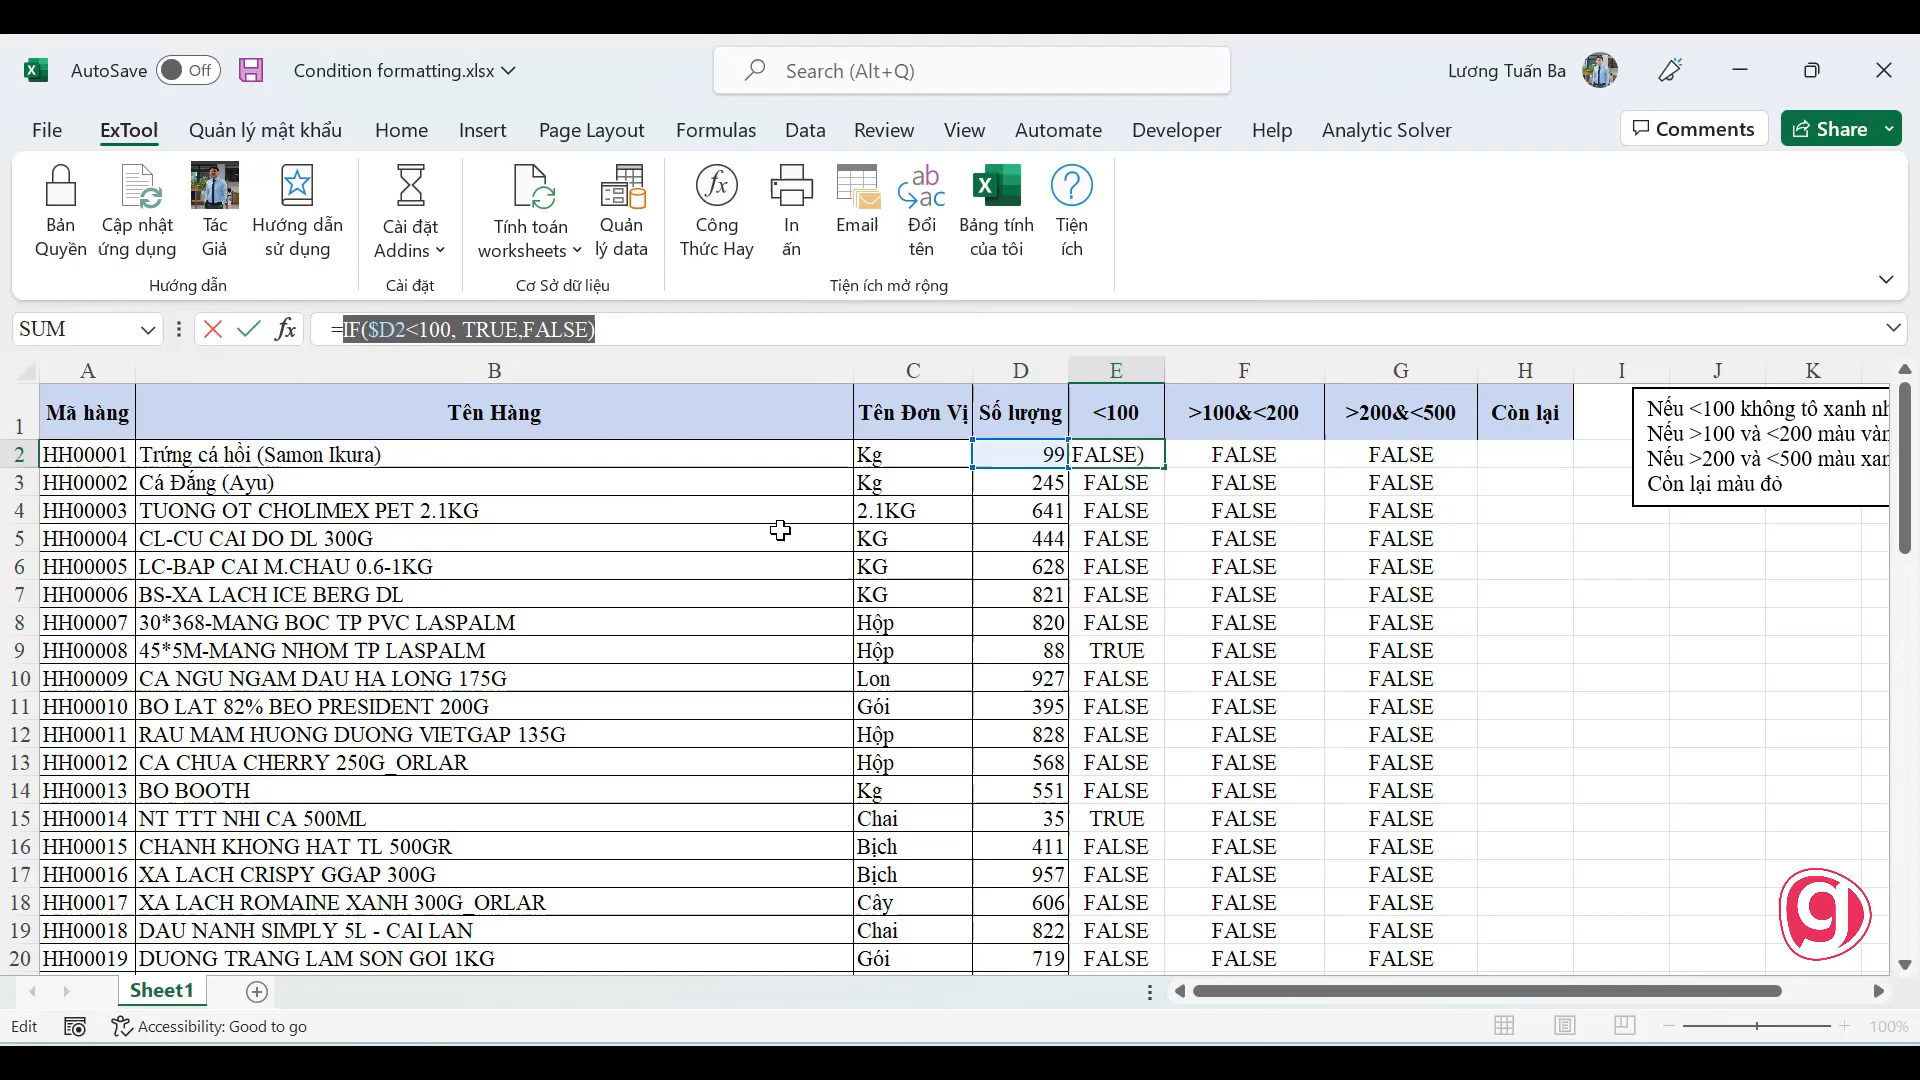 AutoSave Off Condition formatting.xlsx Search (Alt+Q) Lương Tuấn Ba
File ExTool Quản lý mật khẩu Home Insert Page Layout Formulas Data Review View Automate Developer Help Analytic Solver Comments Share
Bản Quyền
Cập nhật ứng dụng
Tác Giả
Hướng dẫn sử dụng
Cài đặt Addins
Tính toán worksheets
Quản lý data
Công Thức Hay
In ấn
Email
Đổi tên
Bảng tính của tôi
Tiện ích
Hướng dẫn Cài đặt Cơ Sở dữ liệu Tiện ích mở rộng
SUM fx =IF($D2<100, TRUE,FALSE)
A B C D E F G H I J K
1 Mã hàng Tên Hàng Tên Đơn Vị Số lượng <100 >100&<200 >200&<500 Còn lại
2 HH00001 Trứng cá hồi (Samon Ikura) Kg 99 FALSE) FALSE FALSE
3 HH00002 Cá Đắng (Ayu) Kg 245 FALSE FALSE FALSE
4 HH00003 TUONG OT CHOLIMEX PET 2.1KG 2.1KG 641 FALSE FALSE FALSE
5 HH00004 CL-CU CAI DO DL 300G KG 444 FALSE FALSE FALSE
6 HH00005 LC-BAP CAI M.CHAU 0.6-1KG KG 628 FALSE FALSE FALSE
7 HH00006 BS-XA LACH ICE BERG DL KG 821 FALSE FALSE FALSE
8 HH00007 30*368-MANG BOC TP PVC LASPALM Hộp 820 FALSE FALSE FALSE
9 HH00008 45*5M-MANG NHOM TP LASPALM Hộp 88 TRUE FALSE FALSE
10 HH00009 CA NGU NGAM DAU HA LONG 175G Lon 927 FALSE FALSE FALSE
11 HH00010 BO LAT 82% BEO PRESIDENT 200G Gói 395 FALSE FALSE FALSE
12 HH00011 RAU MAM HUONG DUONG VIETGAP 135G Hộp 828 FALSE FALSE FALSE
13 HH00012 CA CHUA CHERRY 250G_ORLAR Hộp 568 FALSE FALSE FALSE
14 HH00013 BO BOOTH Kg 551 FALSE FALSE FALSE
15 HH00014 NT TTT NHI CA 500ML Chai 35 TRUE FALSE FALSE
16 HH00015 CHANH KHONG HAT TL 500GR Bịch 411 FALSE FALSE FALSE
17 HH00016 XA LACH CRISPY GGAP 300G Bịch 957 FALSE FALSE FALSE
18 HH00017 XA LACH ROMAINE XANH 300G_ORLAR Cây 606 FALSE FALSE FALSE
19 HH00018 DAU NANH SIMPLY 5L - CAI LAN Chai 822 FALSE FALSE FALSE
20 HH00019 DUONG TRANG LAM SON GOI 1KG Gói 719 FALSE FALSE FALSE
Nếu <100 không tô xanh
Nếu >100 và <200 màu
Nếu >200 và <500 màu
Còn lại màu đỏ
Sheet1
Edit Accessibility: Good to go 100%